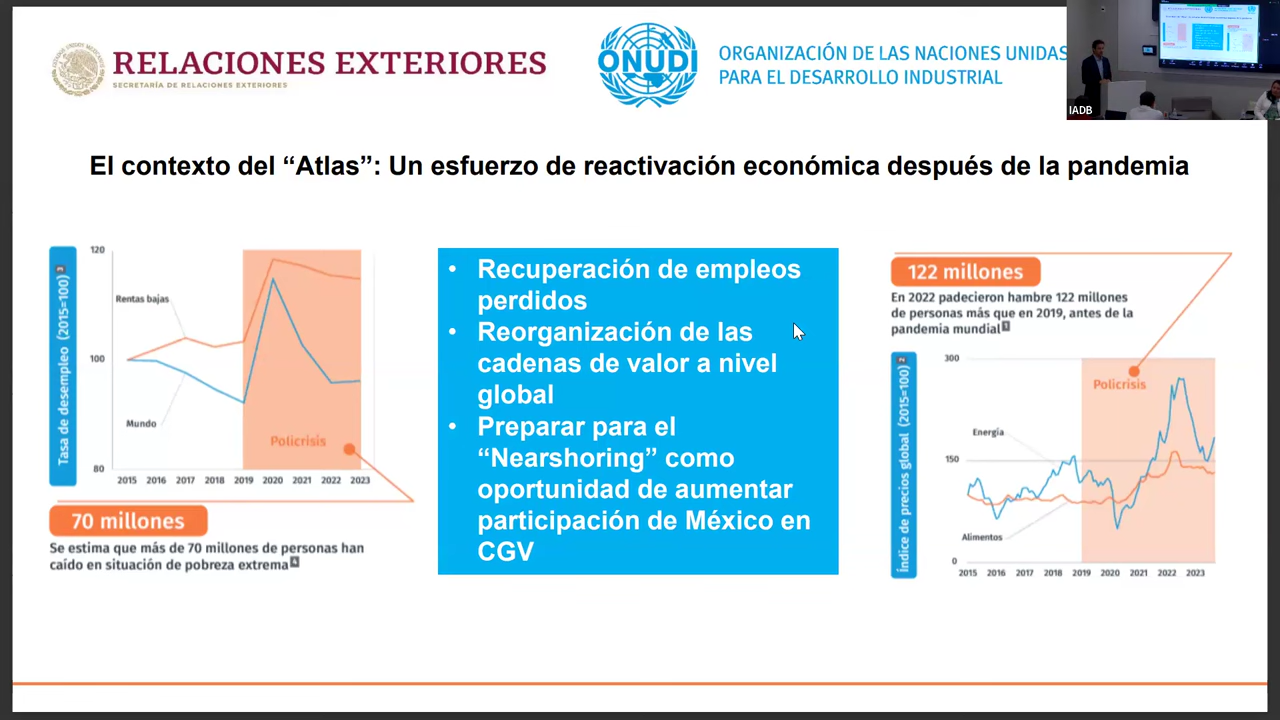 RELACIONES EXTERIORES
SECRETARÍA DE RELACIONES EXTERIORES
ONUDI
ORGANIZACIÓN DE LAS NACIONES UNIDAS
PARA EL DESARROLLO INDUSTRIAL
IADB
El contexto del “Atlas”: Un esfuerzo de reactivación económica después de la pandemia
Tasa de desempleo (2015=100) 3
120
100
80
Rentas bajas
Mundo
Policrisis
2015 2016 2017 2018 2019 2020 2021 2022 2023
70 millones
Se estima que más de 70 millones de personas han
caído en situación de pobreza extrema 4
• Recuperación de empleos
perdidos
• Reorganización de las
cadenas de valor a nivel
global
• Preparar para el
“Nearshoring” como
oportunidad de aumentar
participación de México en
CGV
122 millones
En 2022 padecieron hambre 122 millones
de personas más que en 2019, antes de la
pandemia mundial 1
Índice de precios global (2015=100) 2
300
150
0
Policrisis
Energía
Alimentos
2015 2016 2017 2018 2019 2020 2021 2022 2023